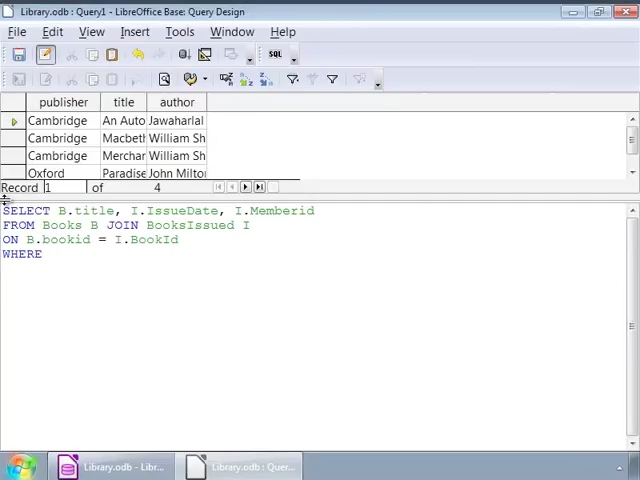 Library.odb : Query1 - LibreOffice Base: Query Design
File Edit View Insert Tools Window Help
SQL
publisher title author
Cambridge An Auto Jawaharlal
Cambridge Macbeth William Sh
Cambridge Merchan William Sh
Oxford Paradise John Milton
Record 1 of 4
SELECT B.title, I.IssueDate, I.Memberid
FROM Books B JOIN BooksIssued I
ON B.bookid = I.BookId
WHERE
Library.odb - Libr... Library.odb : Quer...